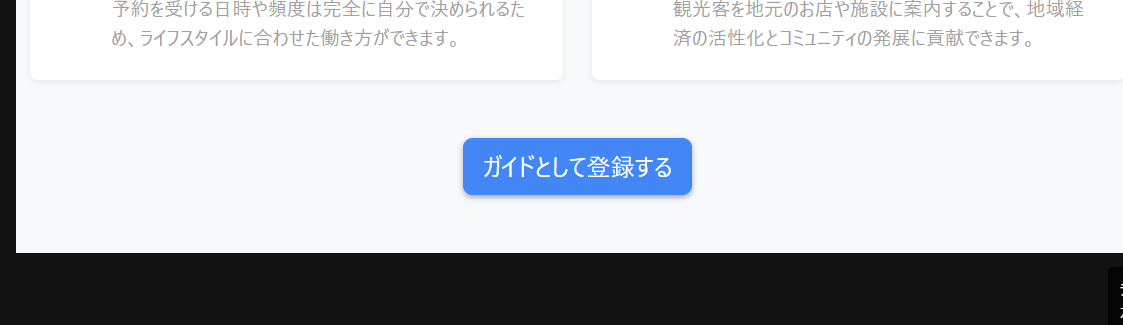 予約を受ける日時や頻度は完全に自分で決められるた
め、ライフスタイルに合わせた働き方ができます。
観光客を地元のお店や施設に案内することで、地域経
済の活性化とコミュニティの発展に貢献できます。
ガイドとして登録する